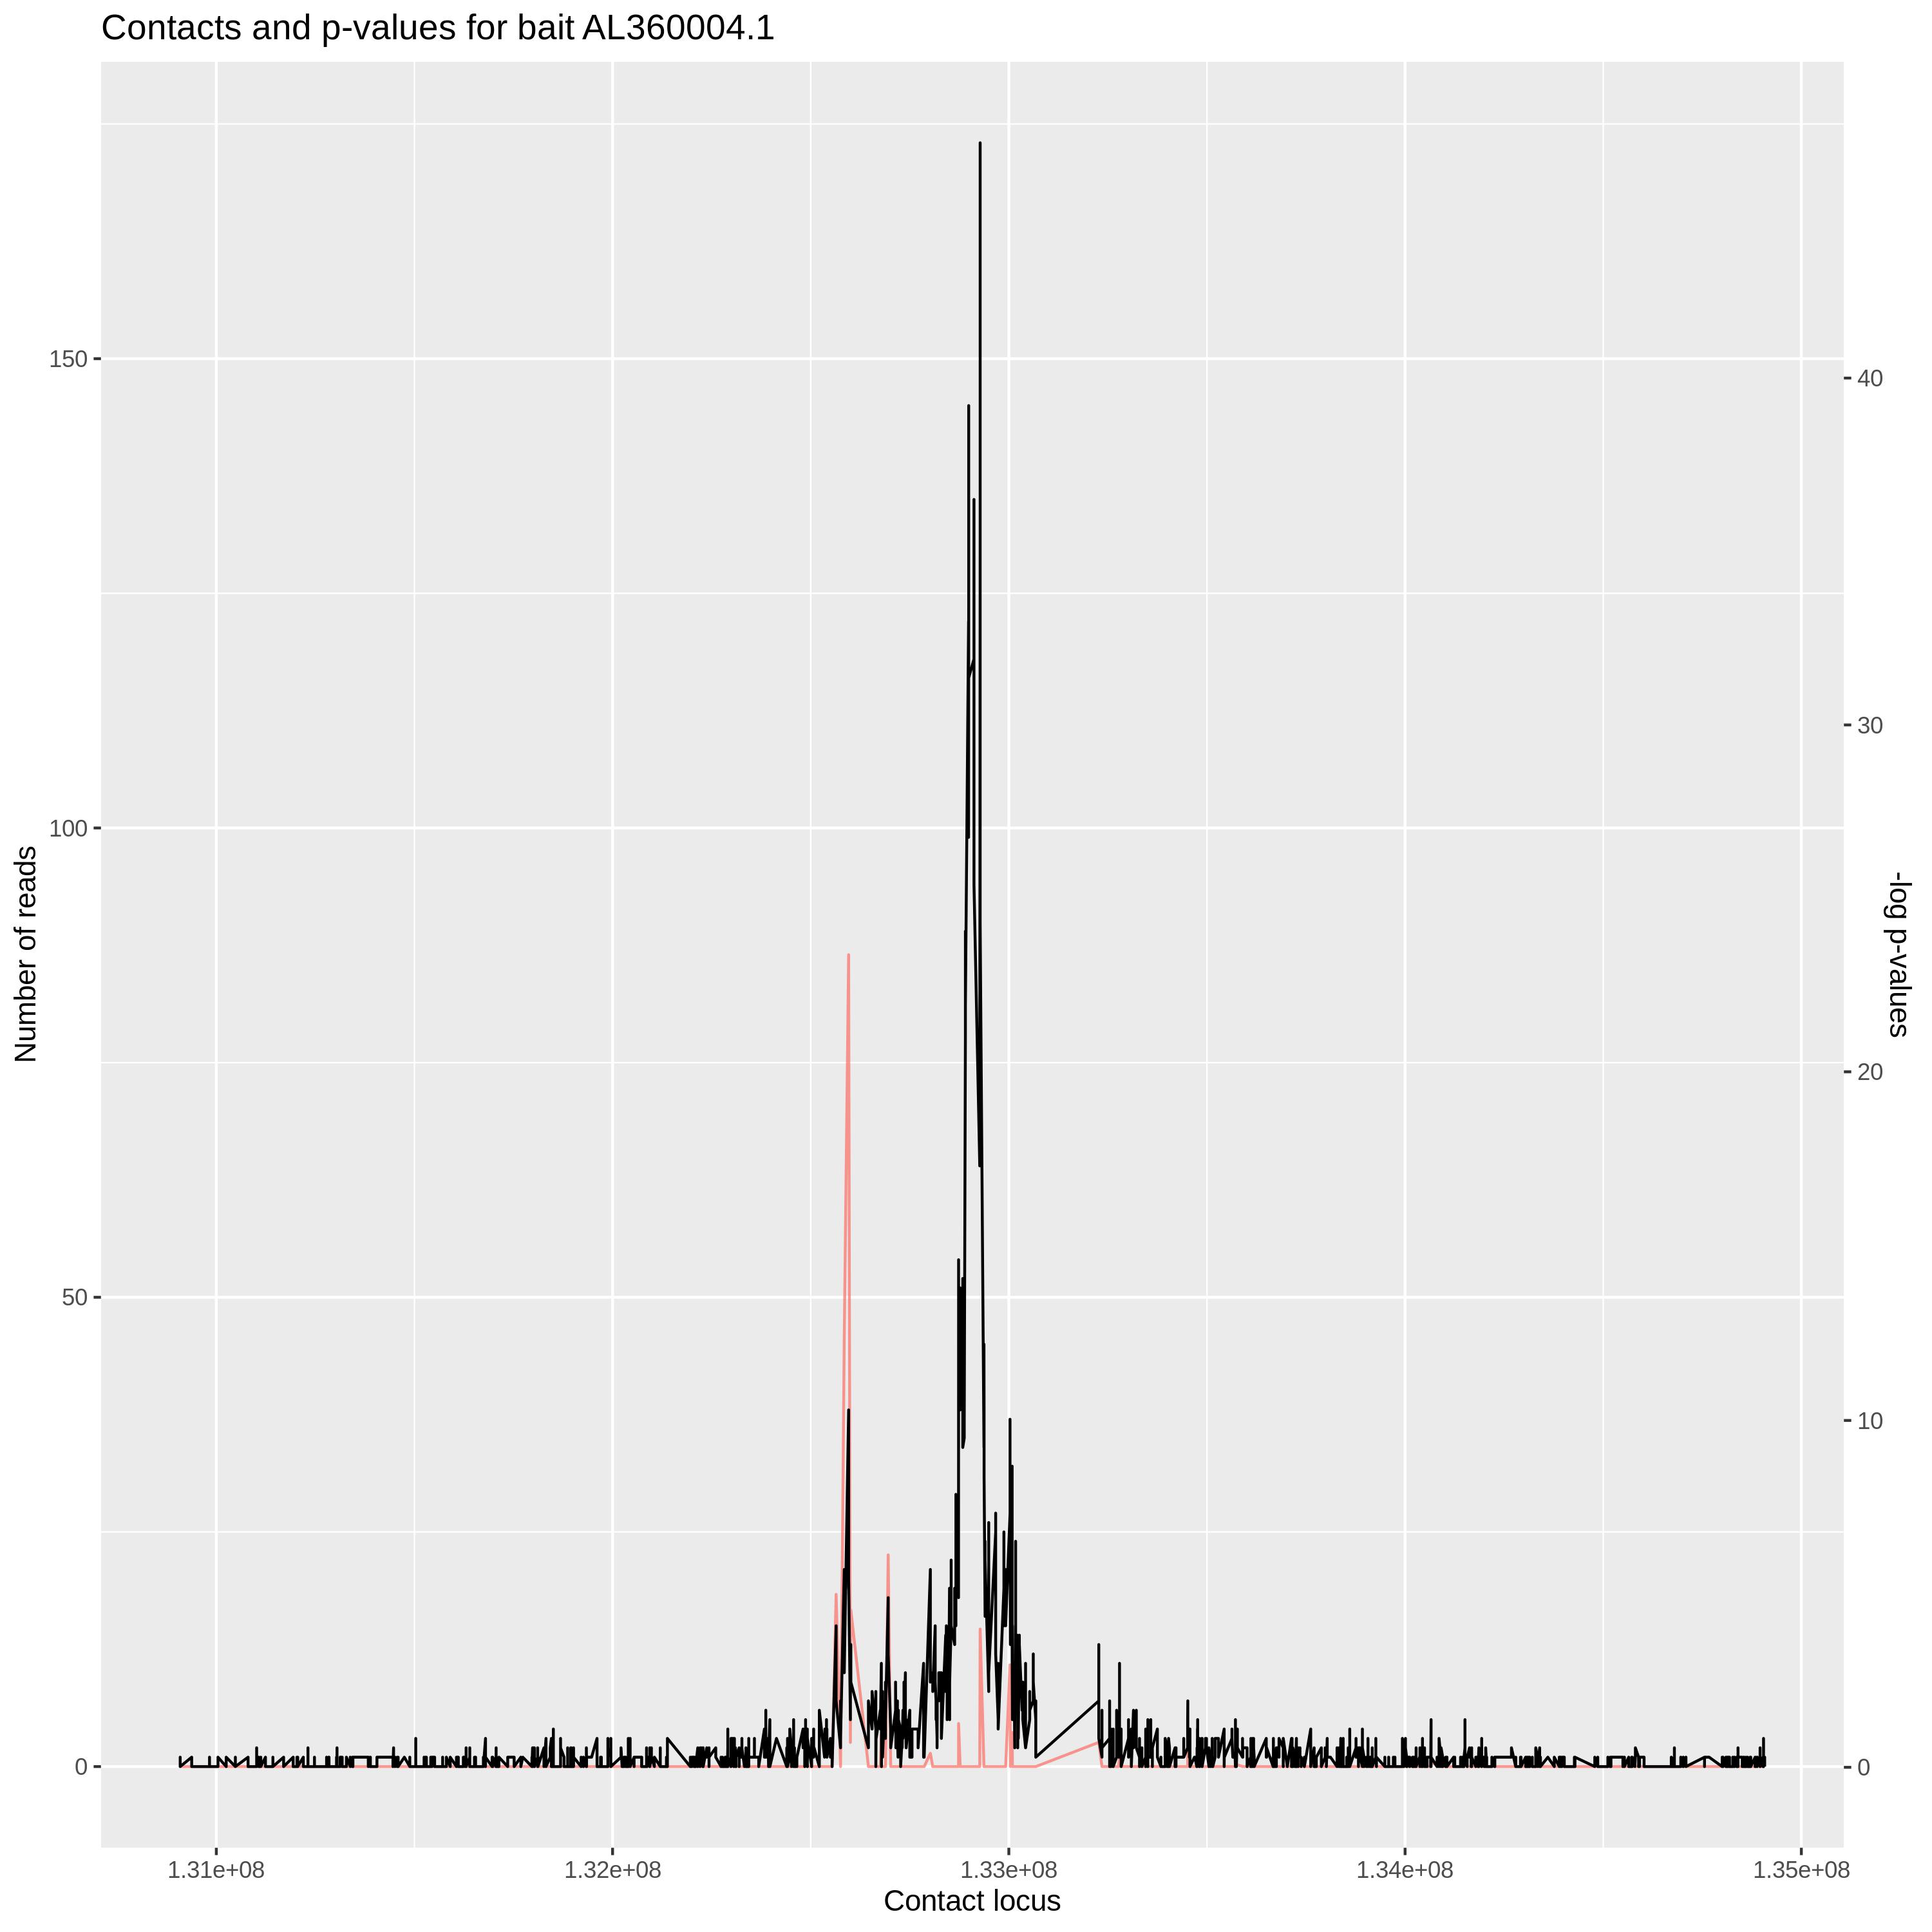 Contacts and p-values for bait AL360004.1
150
100
50
0
Number of reads
40
30
20
10
0
-log p-values
1.31e+08
1.32e+08
1.33e+08
1.34e+08
1.35e+08
Contact locus